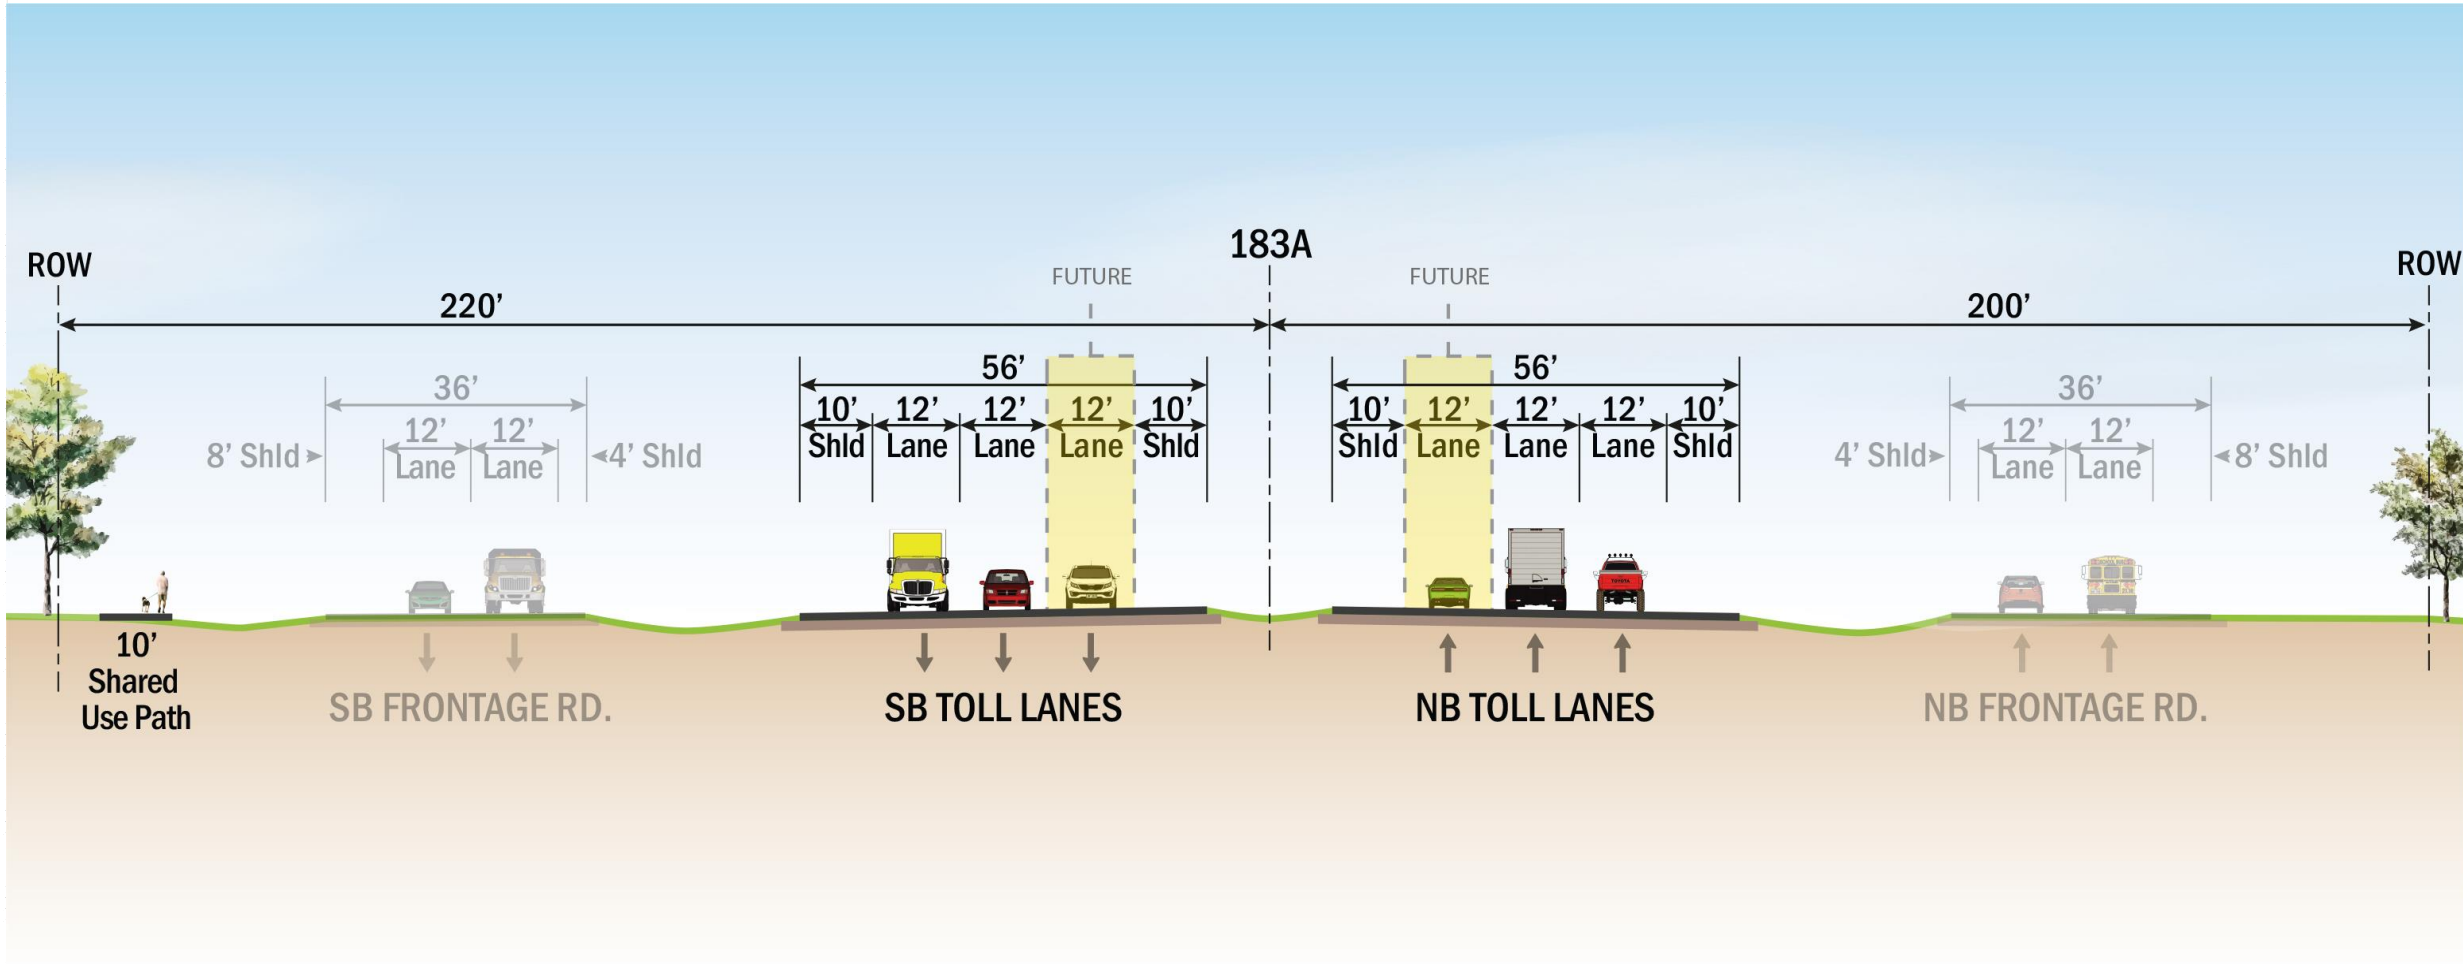 183A
ROW
ROW
FUTURE
FUTURE
220’
200’
56’
56’
36’
36’
10’ 12’ 12’ 12’ 10’
Shld Lane Lane Lane Shld
10’ 12’ 12’ 12’ 10’
Shld Lane Lane Lane Shld
12’ 12’
8’ Shld Lane Lane 4’ Shld
12’ 12’
4’ Shld Lane Lane 8’ Shld
TOYOTA
10’
Shared
Use Path
SB FRONTAGE RD.
SB TOLL LANES
NB TOLL LANES
NB FRONTAGE RD.